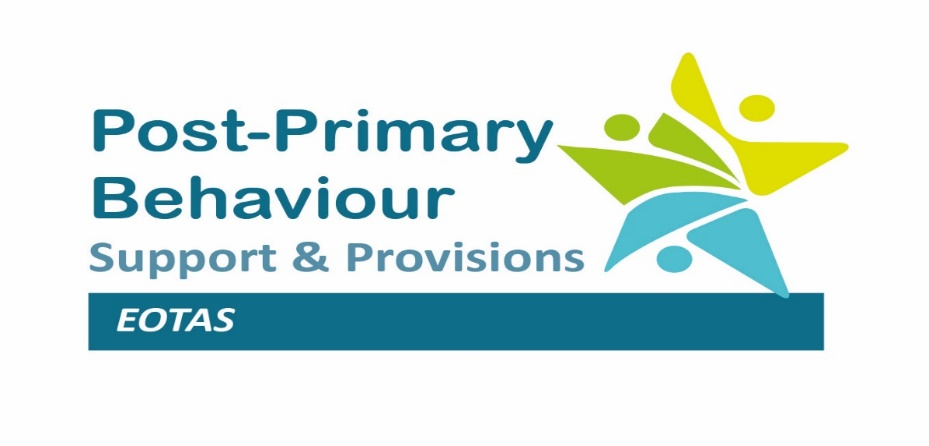 Post-Primary
Behaviour
Support & Provisions
EOTAS